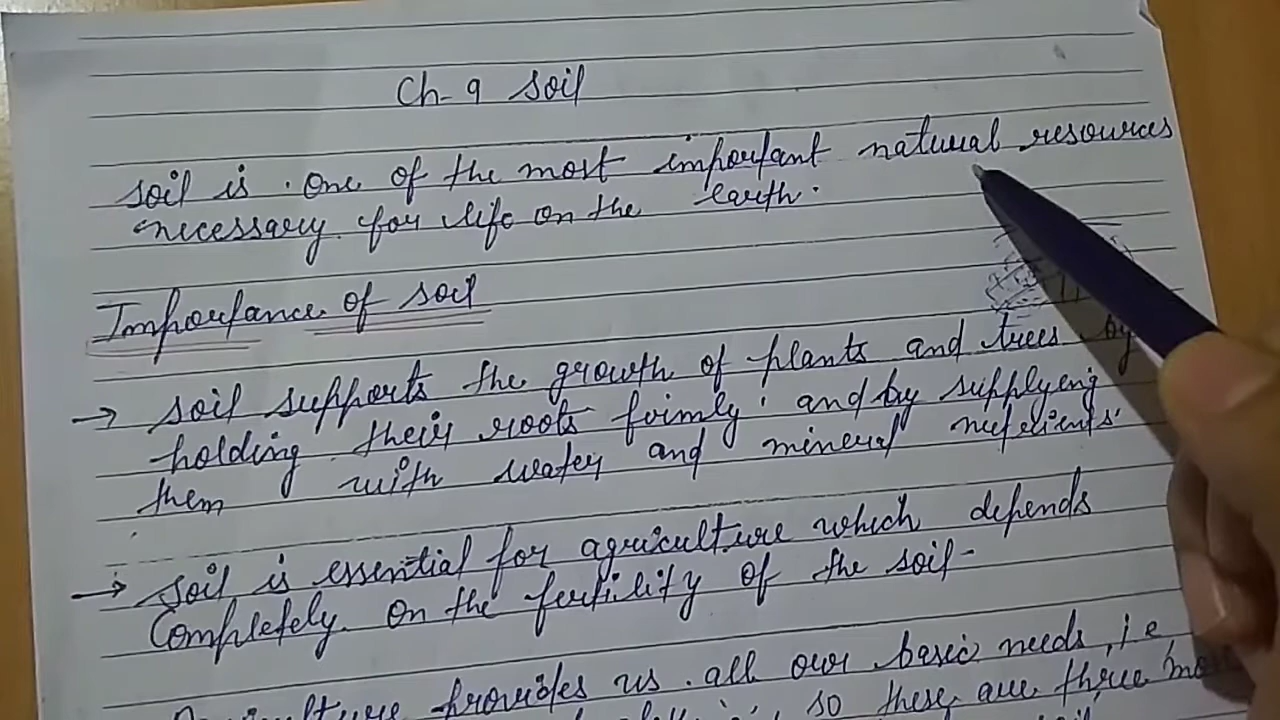 Ch-9 Soil
Soil is one of the most important natural resources
necessary for life on the earth.
Importance of soil
→ Soil supports the growth of plants and trees by
holding their roots firmly and by supplyeing
them with water and mineral nutrients
→ Soil is essential for agriculture which depends
Completely on the fertility of the soil-
provides us all our basic needs, i.e,
so these are three